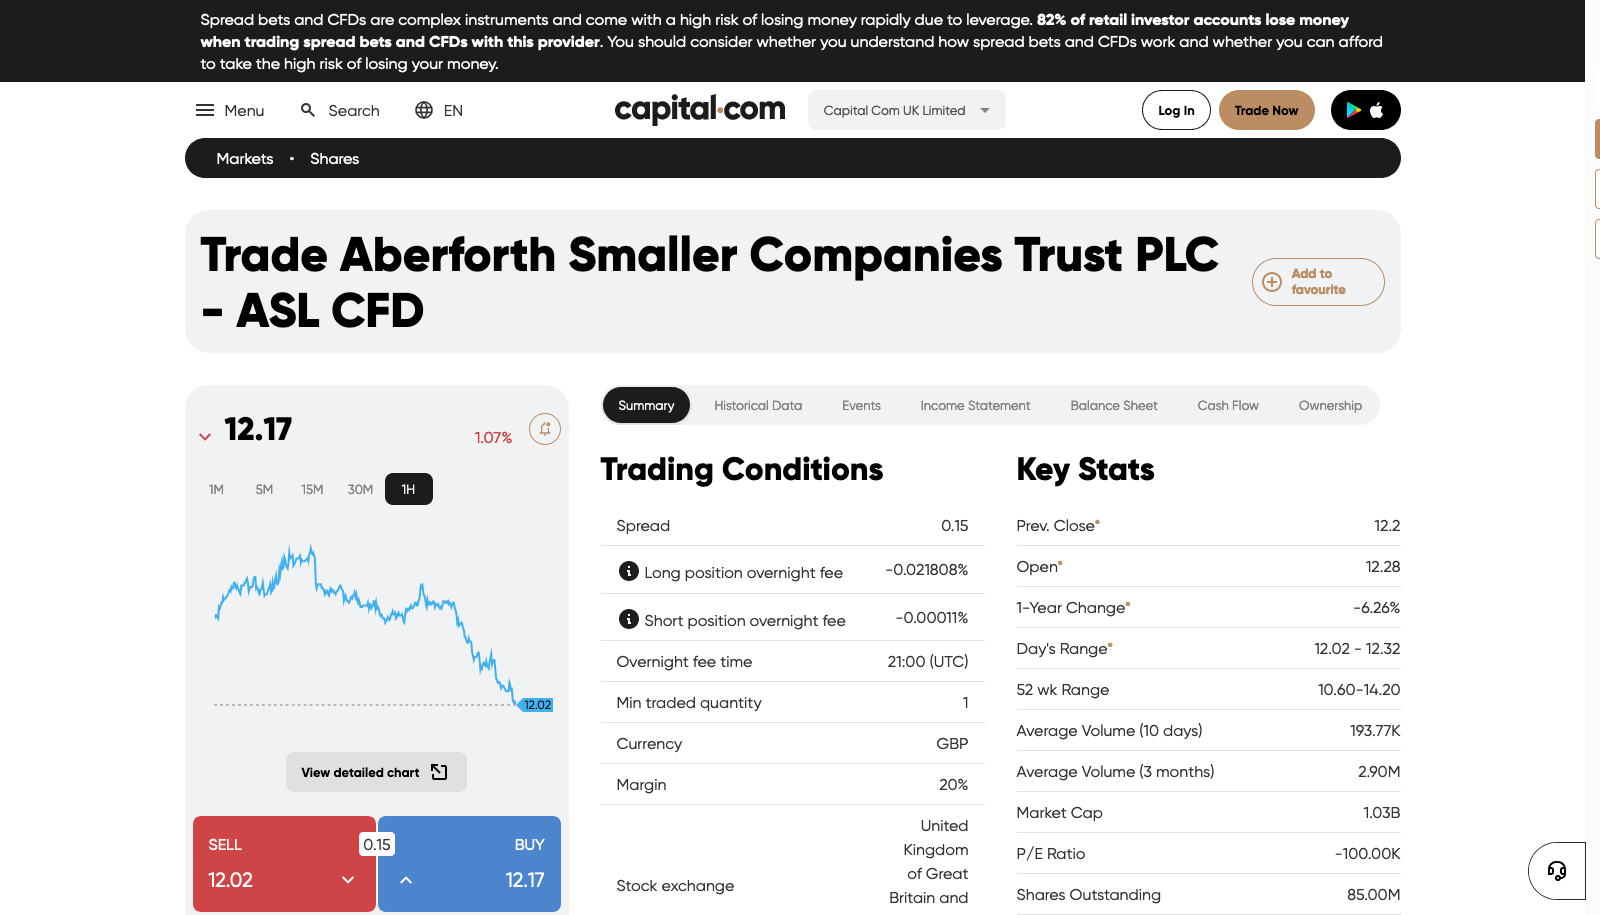 Spread bets and CFDs are complex instruments and come with a high risk of losing money rapidly due to leverage. 82% of retail investor accounts lose money
when trading spread bets and CFDs with this provider. You should consider whether you understand how spread bets and CFDs work and whether you can afford
to take the high risk of losing your money.
Menu
Search
EN
capital.com
Capital Com UK Limited
Log In
Trade Now
Markets • Shares
Trade Aberforth Smaller Companies Trust PLC
- ASL CFD
Add to
favourite
12.17
1.07%
1M 5M 15M 30M 1H
12.02
View detailed chart
SELL
12.02
0.15
BUY
12.17
Summary Historical Data Events Income Statement Balance Sheet Cash Flow Ownership
Trading Conditions
Spread 0.15
Long position overnight fee -0.021808%
Short position overnight fee -0.00011%
Overnight fee time 21:00 (UTC)
Min traded quantity 1
Currency GBP
Margin 20%
Stock exchange
United
Kingdom
of Great
Britain and
Key Stats
Prev. Close* 12.2
Open* 12.28
1-Year Change* -6.26%
Day's Range* 12.02 - 12.32
52 wk Range 10.60-14.20
Average Volume (10 days) 193.77K
Average Volume (3 months) 2.90M
Market Cap 1.03B
P/E Ratio -100.00K
Shares Outstanding 85.00M